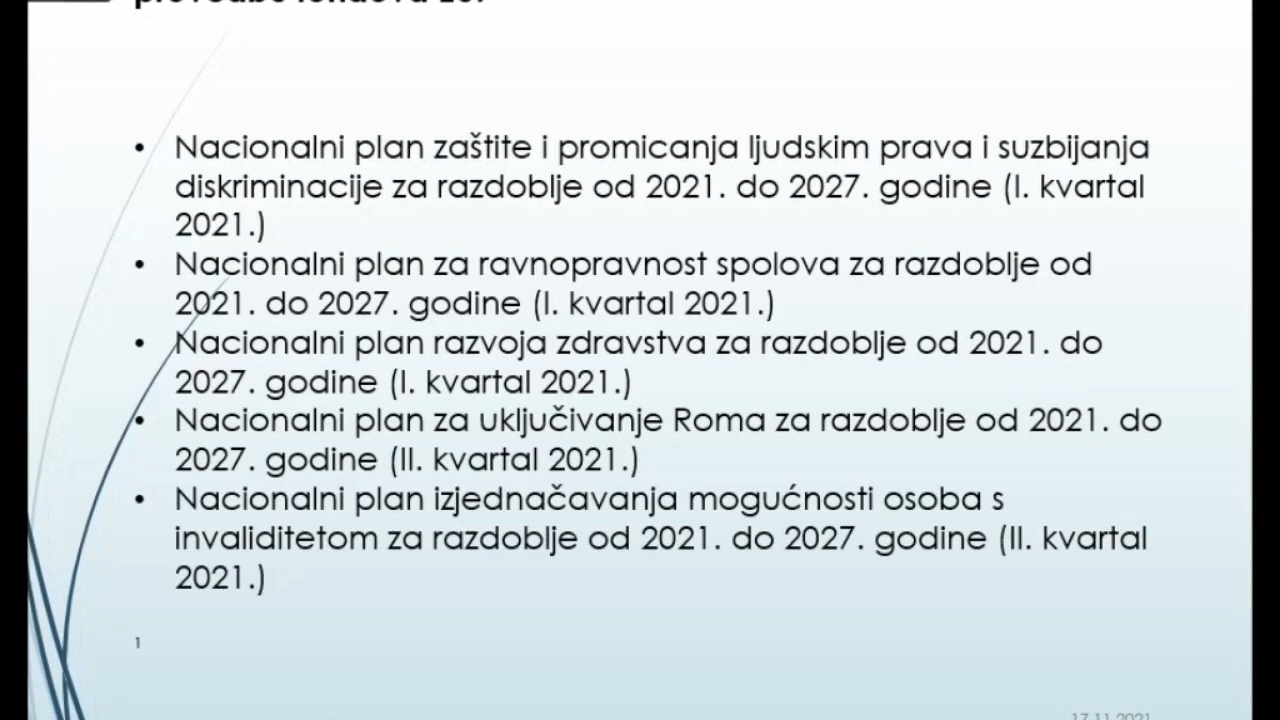 Nacionalni plan zaštite i promicanja ljudskim prava i suzbijanja
diskriminacije za razdoblje od 2021. do 2027. godine (I. kvartal
2021.)
Nacionalni plan za ravnopravnost spolova za razdoblje od
2021. do 2027. godine (I. kvartal 2021.)
Nacionalni plan razvoja zdravstva za razdoblje od 2021. do
2027. godine (I. kvartal 2021.)
Nacionalni plan za uključivanje Roma za razdoblje od 2021. do
2027. godine (II. kvartal 2021.)
Nacionalni plan izjednačavanja mogućnosti osoba s
invaliditetom za razdoblje od 2021. do 2027. godine (II. kvartal
2021.)
1
17.11.2021